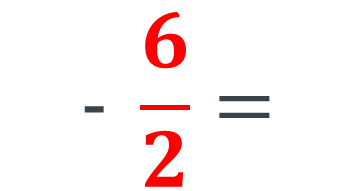 - 6/2 =